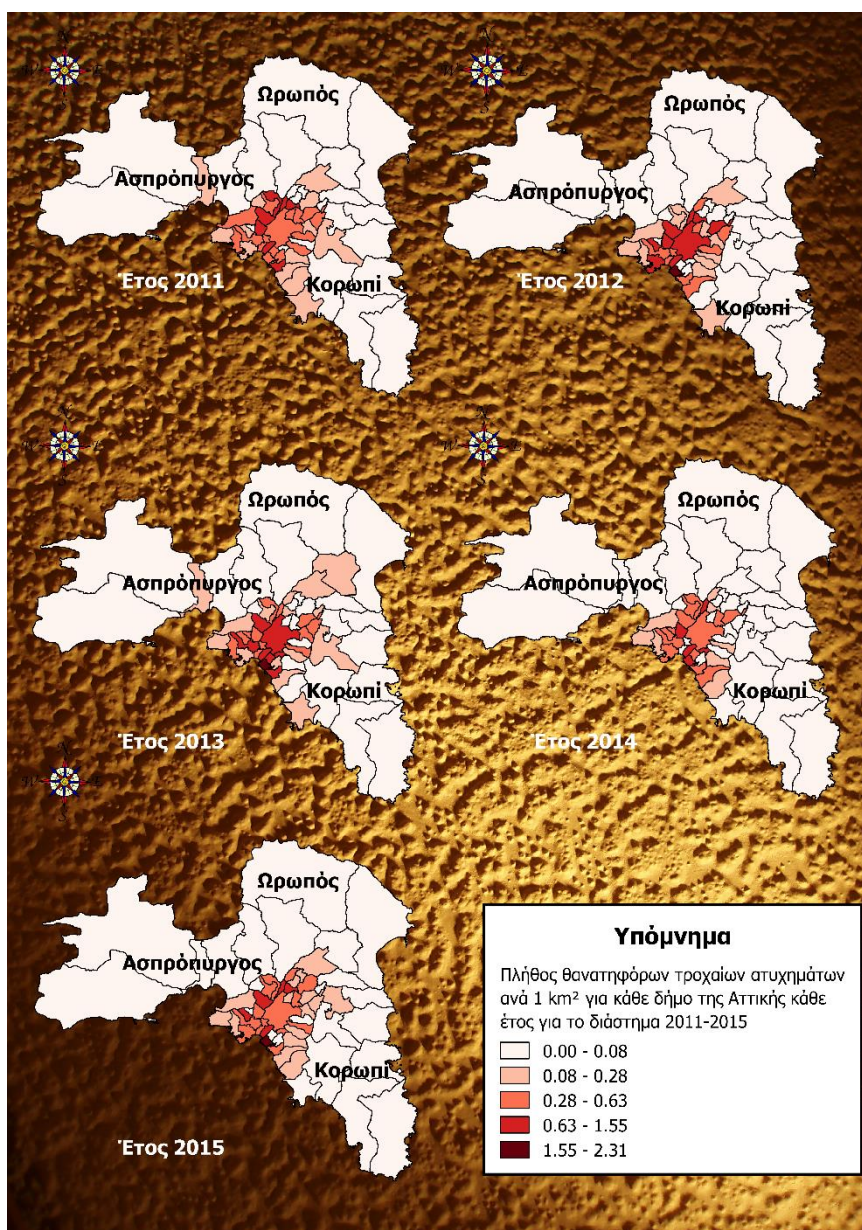 Ωρωπός
Ασπρόπυργος
Κορωπί
Έτος 2011
Ωρωπός
Ασπρόπυργος
Κορωπί
Έτος 2012
Ωρωπός
Ασπρόπυργος
Κορωπί
Έτος 2013
Ωρωπός
Ασπρόπυργος
Κορωπί
Έτος 2014
Ωρωπός
Ασπρόπυργος
Κορωπί
Έτος 2015
Υπόμνημα
Πλήθος θανατηφόρων τροχαίων ατυχημάτων
ανά 1 km² για κάθε δήμο της Αττικής κάθε
έτος για το διάστημα 2011-2015
0.00 - 0.08
0.08 - 0.28
0.28 - 0.63
0.63 - 1.55
1.55 - 2.31